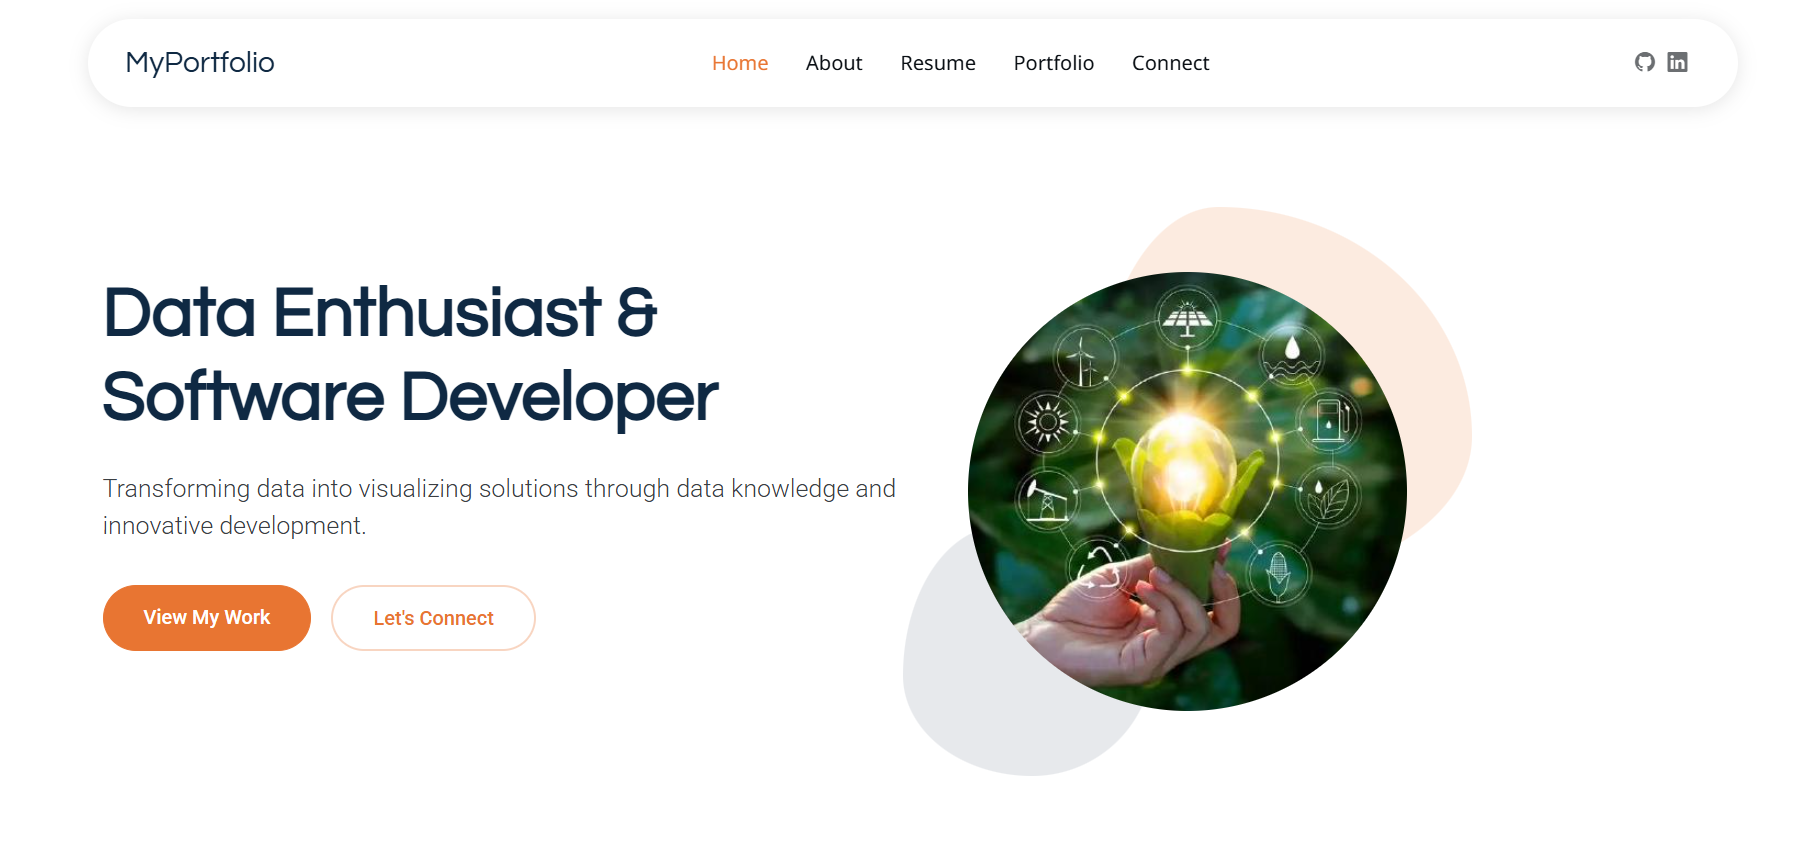 MyPortfolio
Home About Resume Portfolio Connect
in
Data Enthusiast &
Software Developer
Transforming data into visualizing solutions through data knowledge and
innovative development.
View My Work Let's Connect